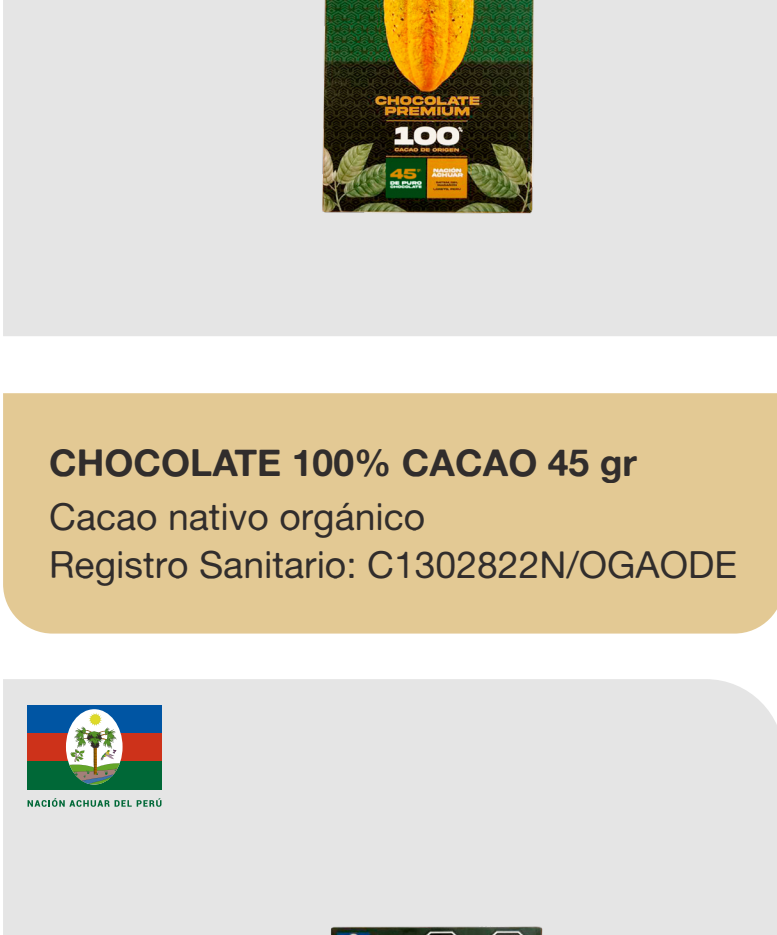 CHOCOLATE
PREMIUM
100%
CACAO DE ORIGEN
45
DE PURO
CHOCOLATE
NACIÓN
ACHUAR
CHOCOLATE 100% CACAO 45 gr
Cacao nativo orgánico
Registro Sanitario: C1302822N/OGAODE
NACIÓN ACHUAR DEL PERÚ